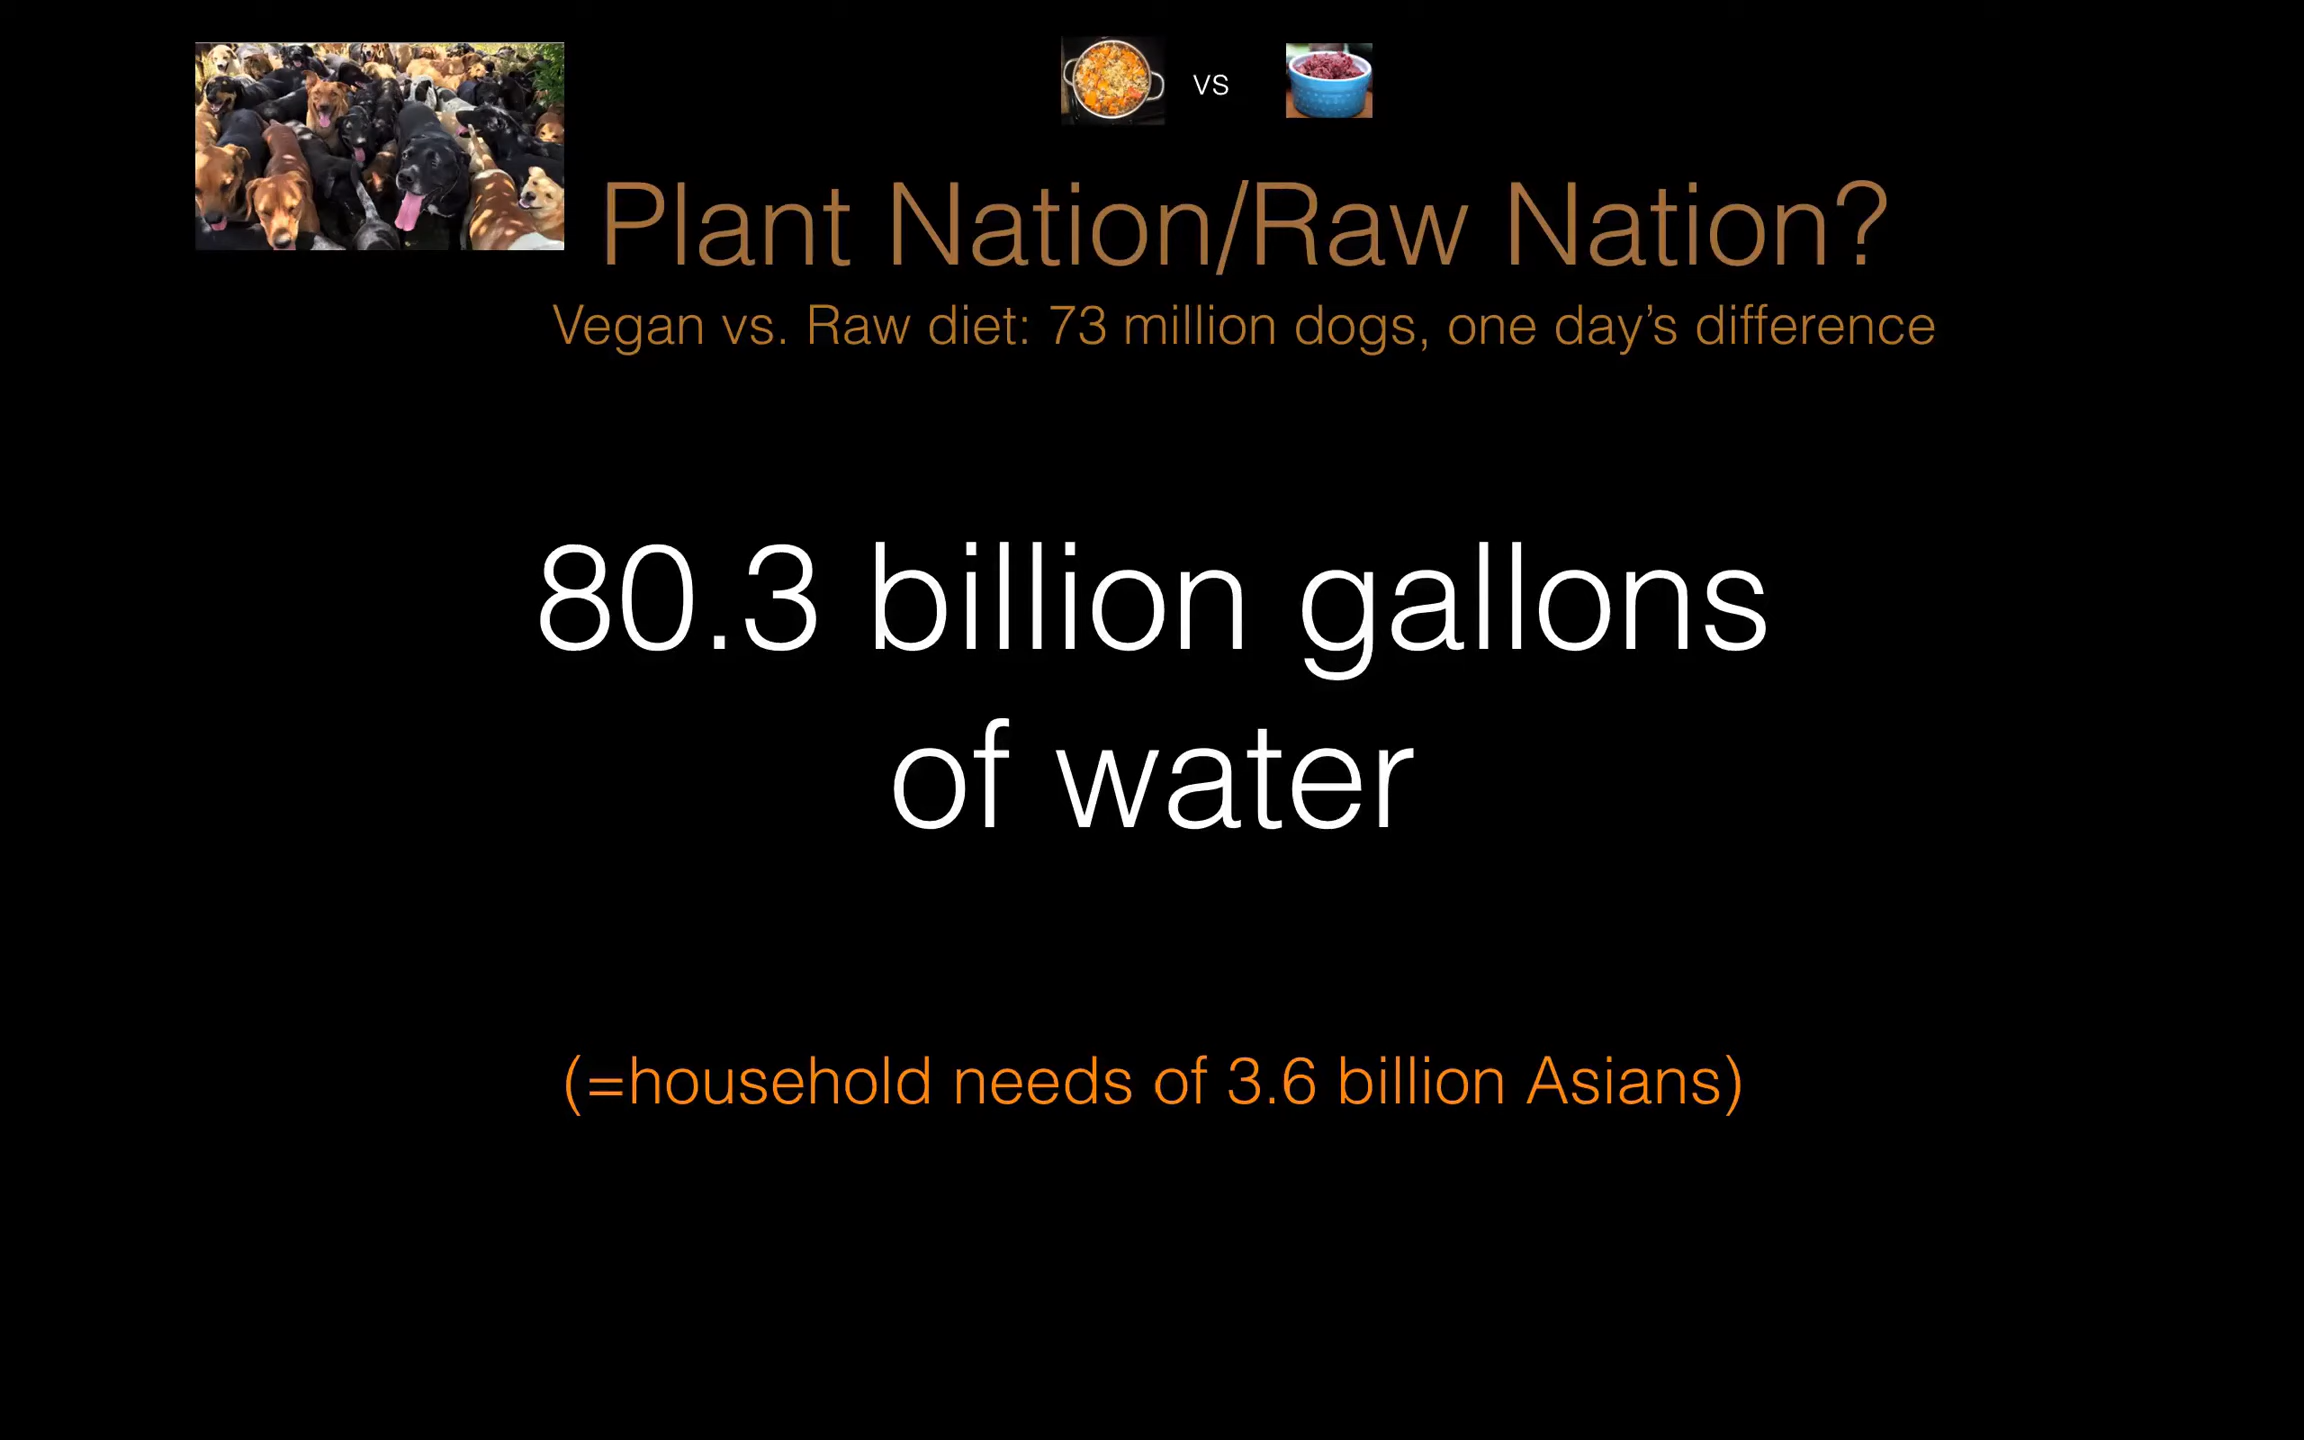 vs
Plant Nation/Raw Nation?
Vegan vs. Raw diet: 73 million dogs, one day’s difference
80.3 billion gallons
of water
(=household needs of 3.6 billion Asians)